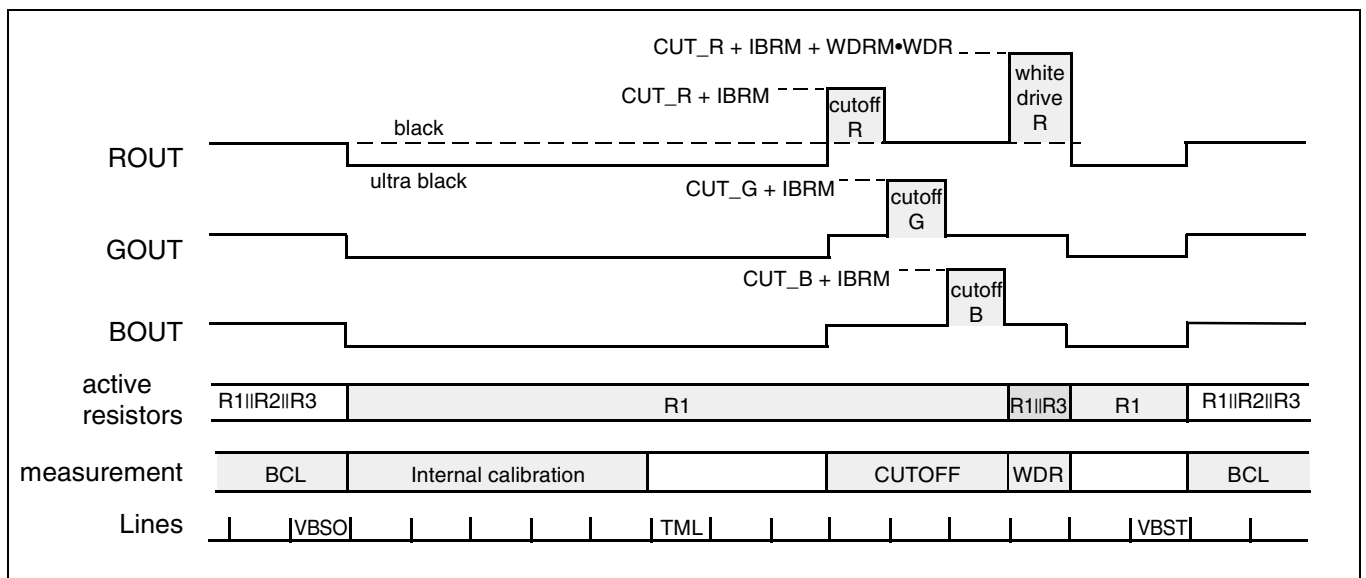 CUT_R + IBRM + WDRM•WDR
white
drive
R
CUT_R + IBRM
cutoff
R
black
ROUT
ultra black
CUT_G + IBRM
cutoff
G
GOUT
CUT_B + IBRM
cutoff
B
BOUT
active
resistors
R1||R2||R3
R1
R1||R3
R1
R1||R2||R3
measurement
BCL
Internal calibration
CUTOFF
WDR
BCL
Lines
VBSO
TML
VBST